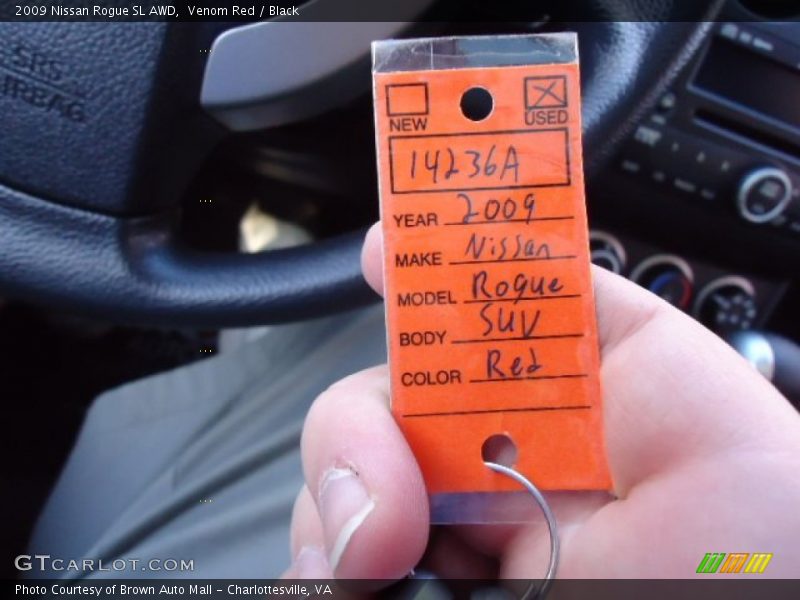 2009 Nissan Rogue SL AWD, Venom Red / Black
SRS
AIRBAG
NEW USED
14236A
YEAR 2009
MAKE Nissan
MODEL Rogue
BODY SUV
COLOR Red
GTCARLOT.COM
Photo Courtesy of Brown Auto Mall - Charlottesville, VA